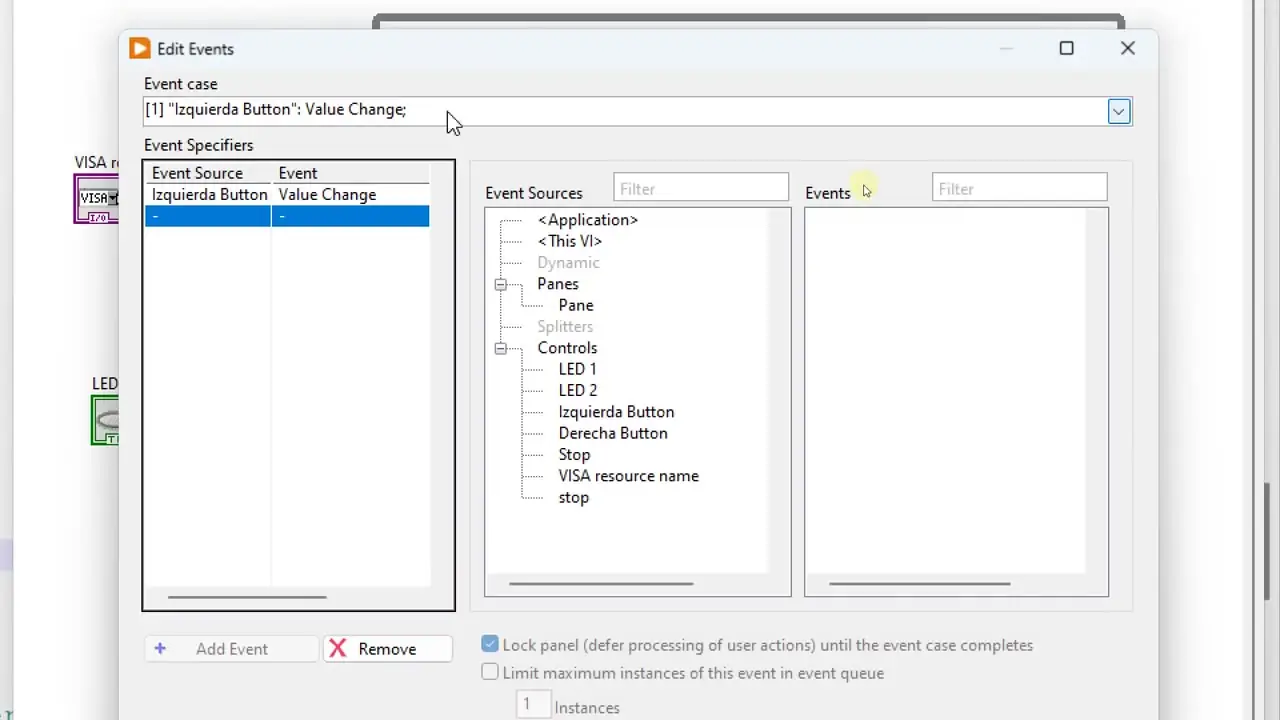 Edit Events
Event case
[1] "Izquierda Button": Value Change;
Event Specifiers
Event Source Event
Izquierda Button Value Change
- -
Event Sources Filter
<Application>
<This VI>
Dynamic
Panes
Pane
Splitters
Controls
LED 1
LED 2
Izquierda Button
Derecha Button
Stop
VISA resource name
stop
Events Filter
+ Add Event
Remove
Lock panel (defer processing of user actions) until the event case completes
Limit maximum instances of this event in event queue
1 Instances
VISA
VISA
I/O
LED